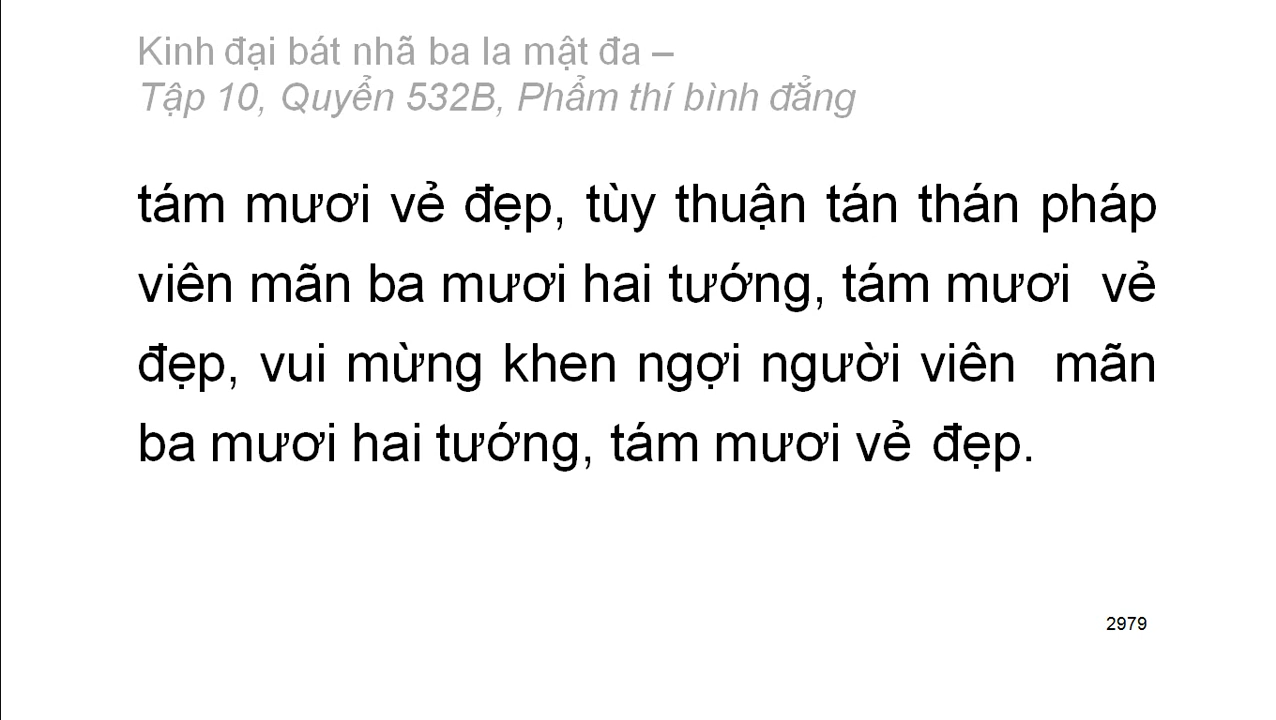 Kinh đại bát nhã ba la mật đa –
Tập 10, Quyển 532B, Phẩm thí bình đẳng
tám mươi vẻ đẹp, tùy thuận tán thán pháp
viên mãn ba mươi hai tướng, tám mươi vẻ
đẹp, vui mừng khen ngợi người viên mãn
ba mươi hai tướng, tám mươi vẻ đẹp.
2979